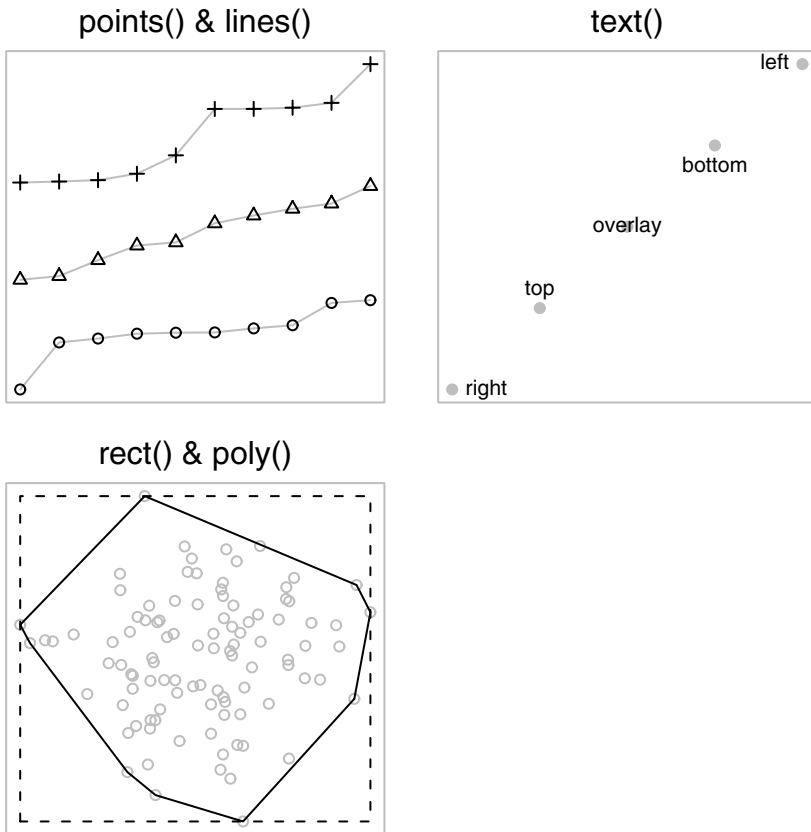 points() & lines()
text()
left
bottom
overlay
top
right
rect() & poly()